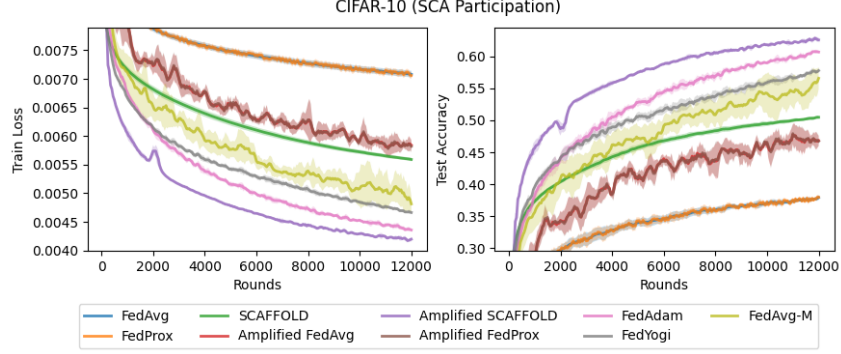 CIFAR-10 (SCA Participation)
0.0075
0.0070
0.0065
0.0060
0.0055
0.0050
0.0045
0.0040
Train Loss
0 2000 4000 6000 8000 10000 12000
Rounds
0.60
0.55
0.50
0.45
0.40
0.35
0.30
Test Accuracy
0 2000 4000 6000 8000 10000 12000
Rounds
FedAvg SCAFFOLD Amplified SCAFFOLD FedAdam FedAvg-M
FedProx Amplified FedAvg Amplified FedProx FedYogi